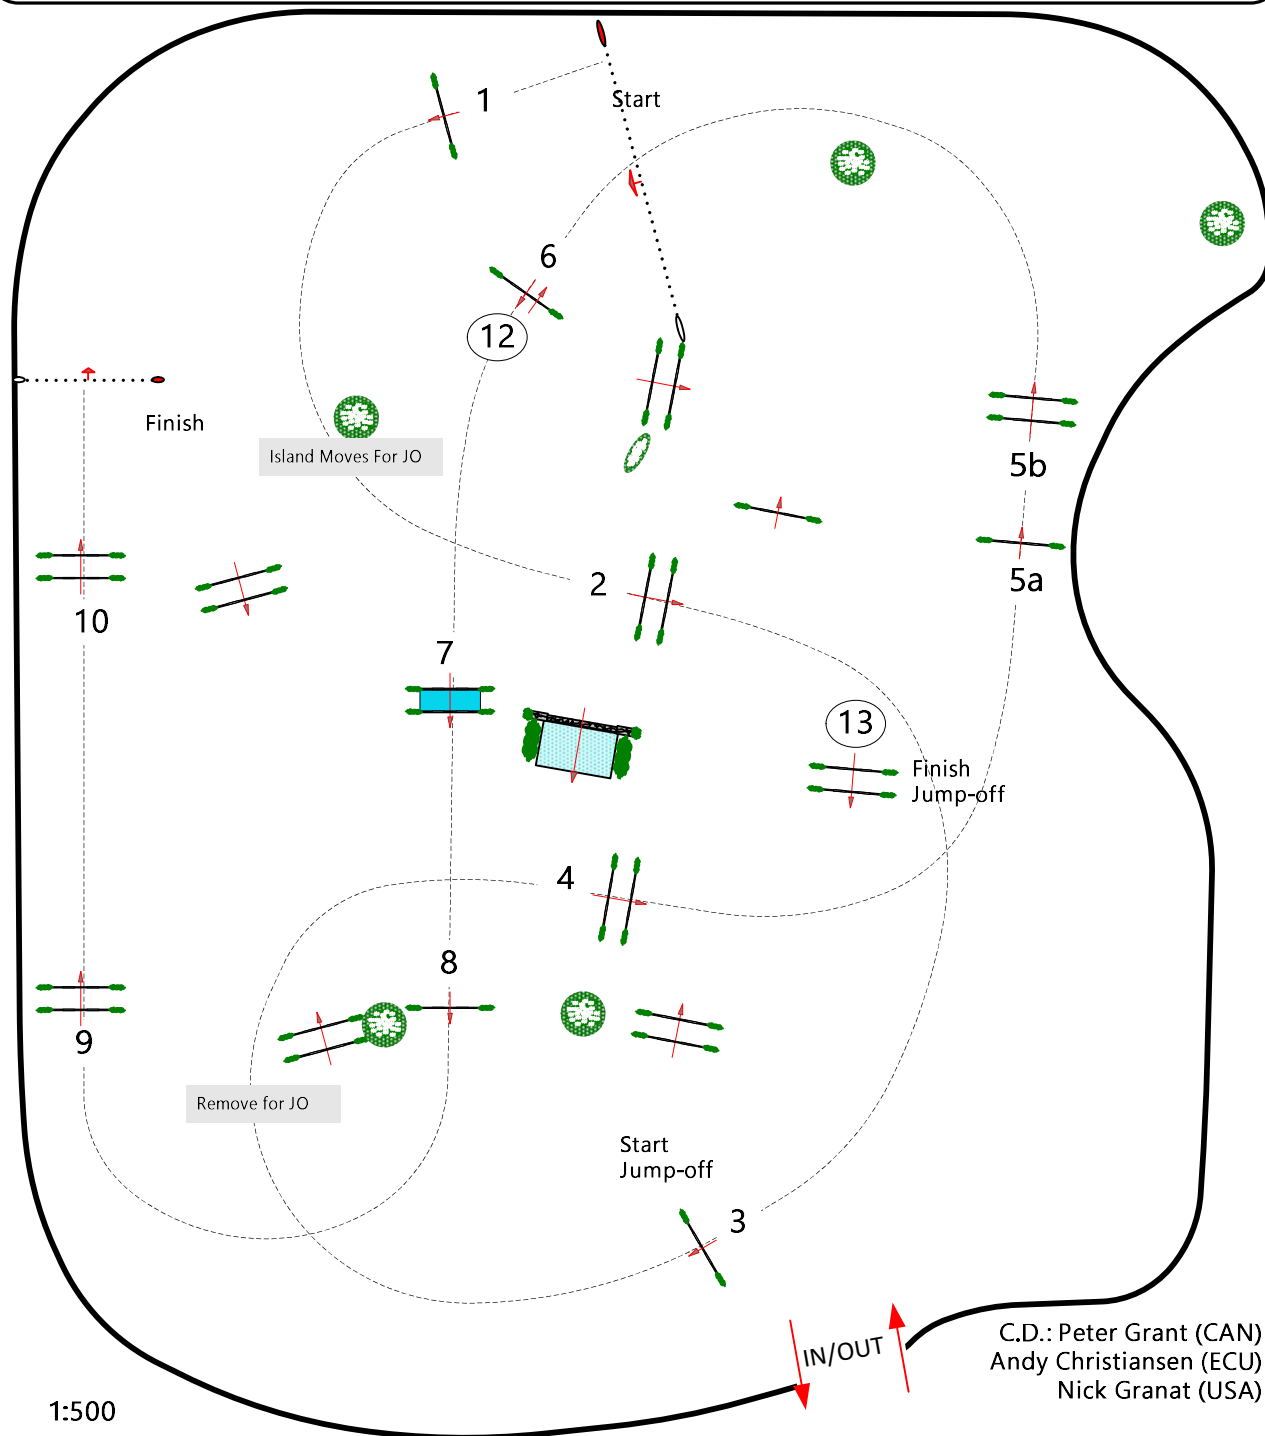 1
Start
6
12
Finish
Island Moves For JO
5b
5a
2
10
7
13
Finish
Jump-off
4
8
9
Remove for JO
Start
Jump-off
3
IN/OUT
C.D.: Peter Grant (CAN)
Andy Christiansen (ECU)
Nick Granat (USA)
1:500